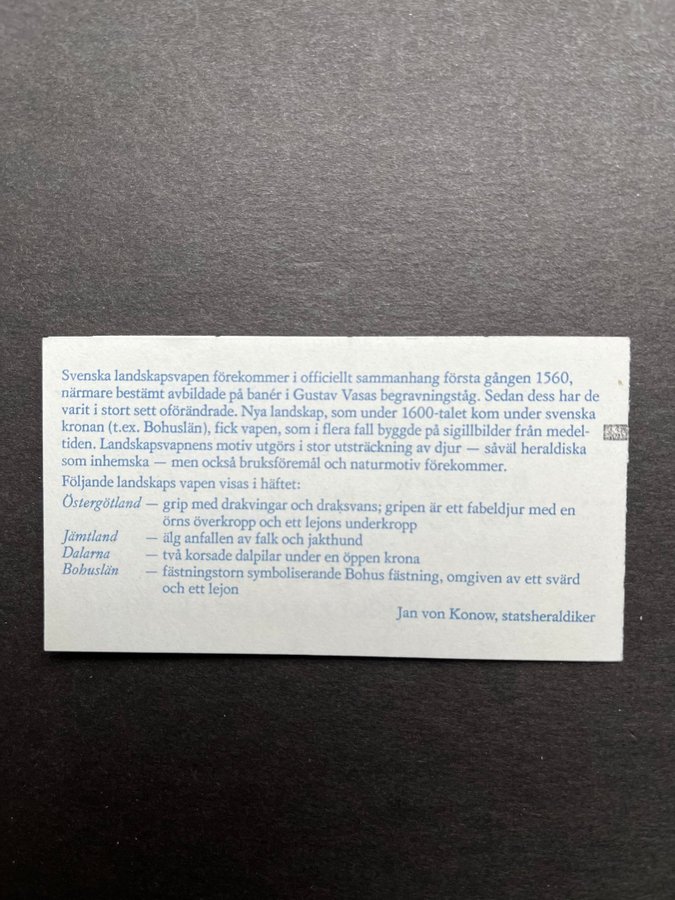 Svenska landskapsvapen förekommer i officiellt sammanhang första gången 1560,
närmare bestämt avbildade på banér i Gustav Vasas begravningståg. Sedan dess har de
varit i stort sett oförändrade. Nya landskap, som under 1600-talet kom under svenska
kronan (t.ex. Bohuslän), fick vapen, som i flera fall byggde på sigillbilder från medel-
tiden. Landskapsvapnens motiv utgörs i stor utsträckning av djur — såväl heraldiska
som inhemska — men också bruksföremål och naturmotiv förekommer.
Följande landskaps vapen visas i häftet:
Östergötland — grip med drakvingar och draksvans; gripen är ett fabeldjur med en
örns överkropp och ett lejons underkropp
Jämtland — älg anfallen av falk och jakthund
Dalarna — två korsade dalpilar under en öppen krona
Bohuslän — fästningstorn symboliserande Bohus fästning, omgiven av ett svärd
och ett lejon
Jan von Konow, statsheraldiker